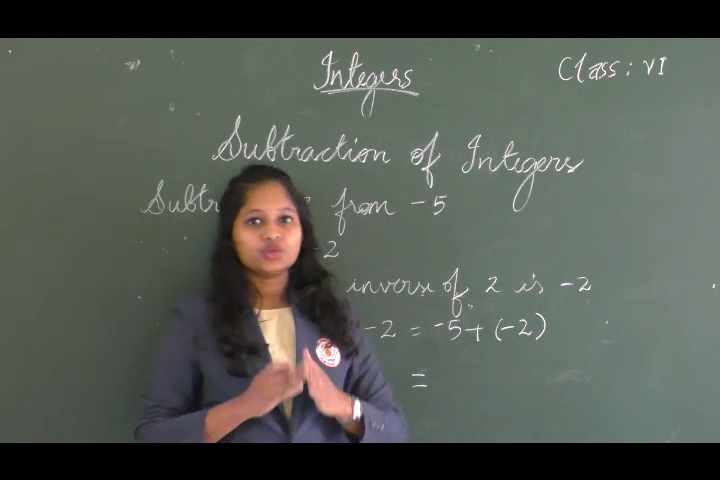 Integers
Class: VI
Subtraction of Integers
from -5
-2
inverse of 2 is -2
-2 = -5+(-2)
=